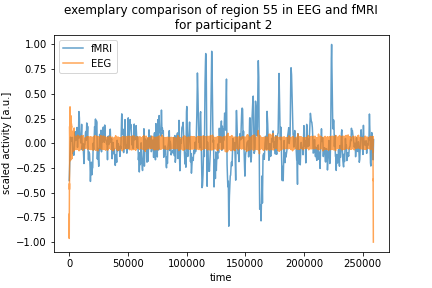 exemplary comparison of region 55 in EEG and fMRI
for participant 2
fMRI
EEG
1.00
0.75
0.50
0.25
0.00
−0.25
−0.50
−0.75
−1.00
scaled activity [a.u.]
0
50000
100000
150000
200000
250000
time